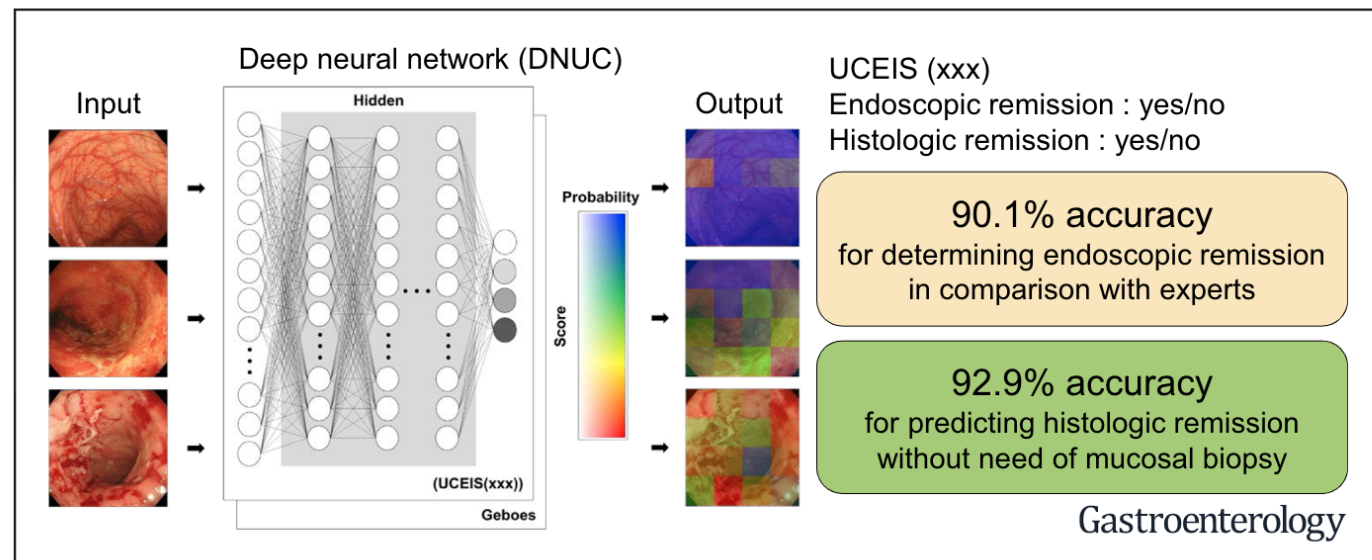 Deep neural network (DNUC)
Input
Hidden
(UCEIS(xxx))
Geboes
Probability
Score
Output
UCEIS (xxx)
Endoscopic remission : yes/no
Histologic remission : yes/no
90.1% accuracy
for determining endoscopic remission
in comparison with experts
92.9% accuracy
for predicting histologic remission
without need of mucosal biopsy
Gastroenterology